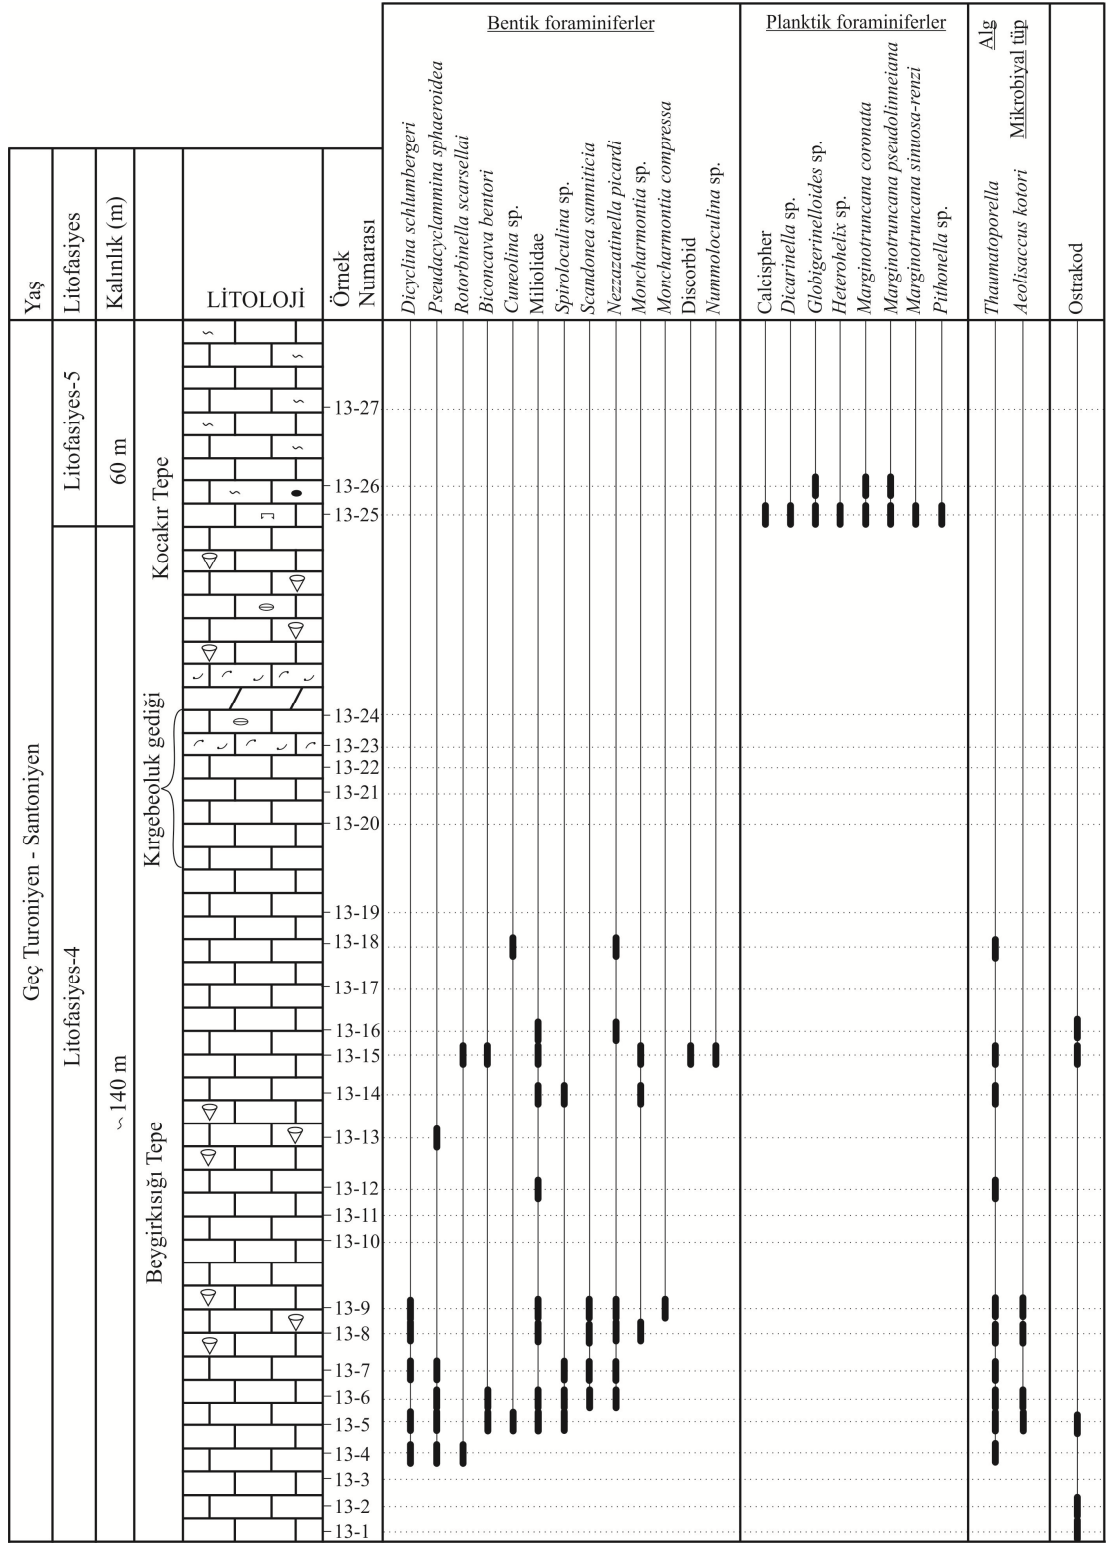 Bentik foraminiferler
Planktik foraminiferler
Alg
Mikrobiyal tüp
Yaş
Litofasiyes
Kalınlık (m)
LİTOLOJİ
Örnek
Numarası
Dicyclina schlumbergeri
Pseudacyclammina sphaeroidea
Rotorbinella scarsellai
Biconcava bentori
Cuneolina sp.
Miliolidae
Spiroloculina sp.
Scandonea samniticia
Nezzazatinella picardi
Moncharmontia sp.
Moncharmontia compressa
Discorbid
Nummoloculina sp.
Calcispher
Dicarinella sp.
Globigerinelloides sp.
Heterohelix sp.
Marginotruncana coronata
Marginotruncana pseudolinneiana
Marginotruncana sinuosa-renzi
Pithonella sp.
Thaumatoporella
Aeolisaccus kotori
Ostrakod
Geç Turoniyen - Santoniyen
Litofasiyes-5
60 m
Kocakır Tepe
Kırgebeoluk gediği
Litofasiyes-4
~140 m
Beygirkısığı Tepe
13-27
13-26
13-25
13-24
13-23
13-22
13-21
13-20
13-19
13-18
13-17
13-16
13-15
13-14
13-13
13-12
13-11
13-10
13-9
13-8
13-7
13-6
13-5
13-4
13-3
13-2
13-1